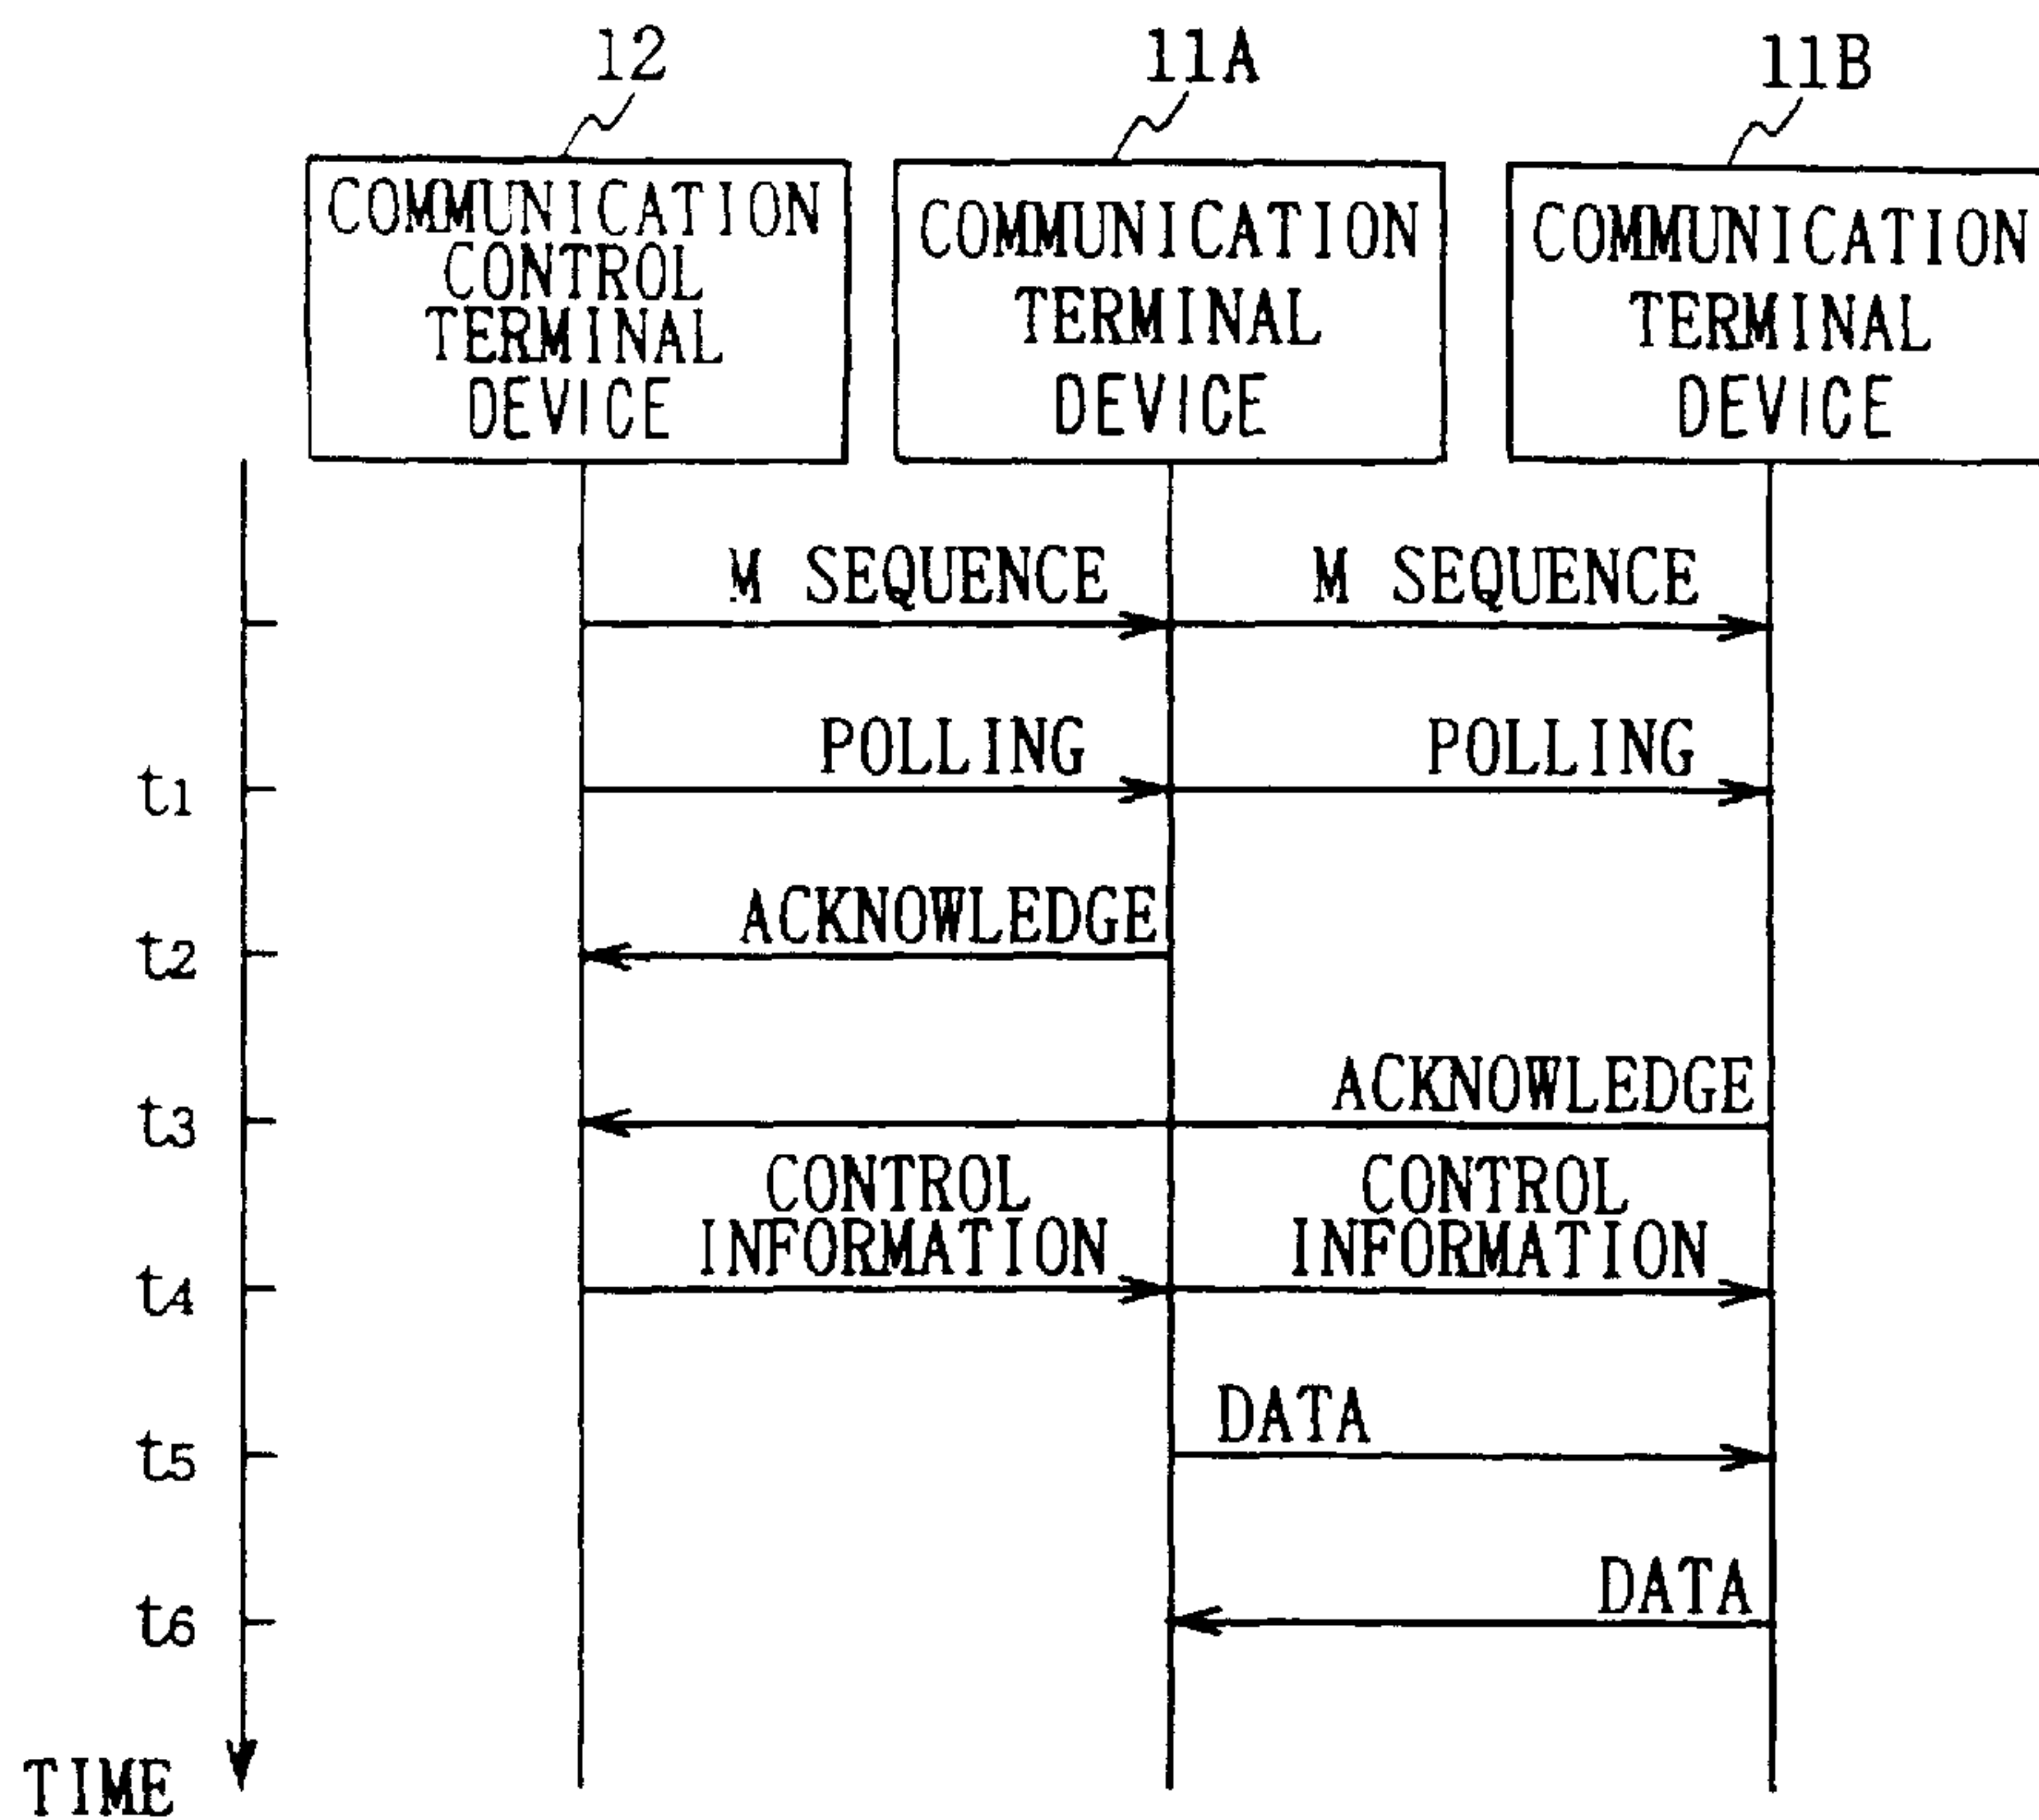 12
11A
11B
COMMUNICATION
CONTROL
TERMINAL
DEVICE
COMMUNICATION
TERMINAL
DEVICE
COMMUNICATION
TERMINAL
DEVICE
M SEQUENCE
M SEQUENCE
POLLING
POLLING
t1
ACKNOWLEDGE
t2
ACKNOWLEDGE
t3
CONTROL
INFORMATION
CONTROL
INFORMATION
t4
DATA
t5
DATA
t6
TIME